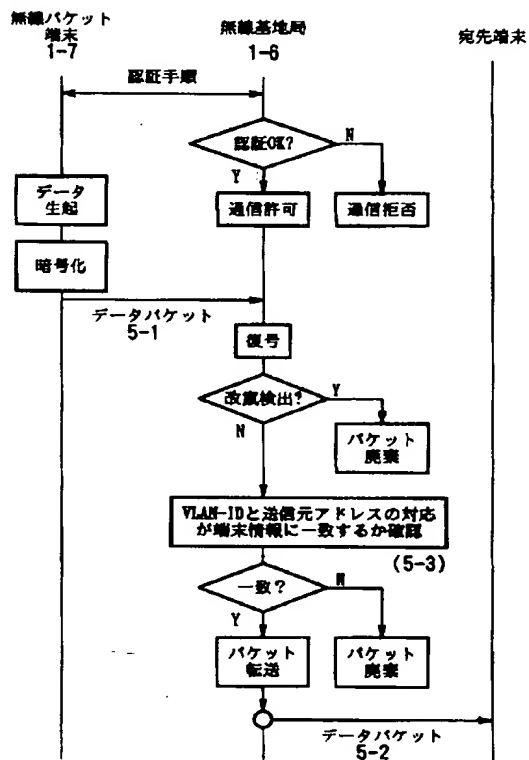 無線パケット
端末
1-7
無線基地局
1-6
宛先端末
認証手順
認証OK?
N
Y
データ
生起
通信許可
通信拒否
暗号化
データパケット
5-1
復号
改竄検出?
Y
N
パケット
廃棄
VLAN-IDと送信元アドレスの対応
が端末情報に一致するか確認
(5-3)
一致?
N
Y
パケット
転送
パケット
廃棄
データパケット
5-2